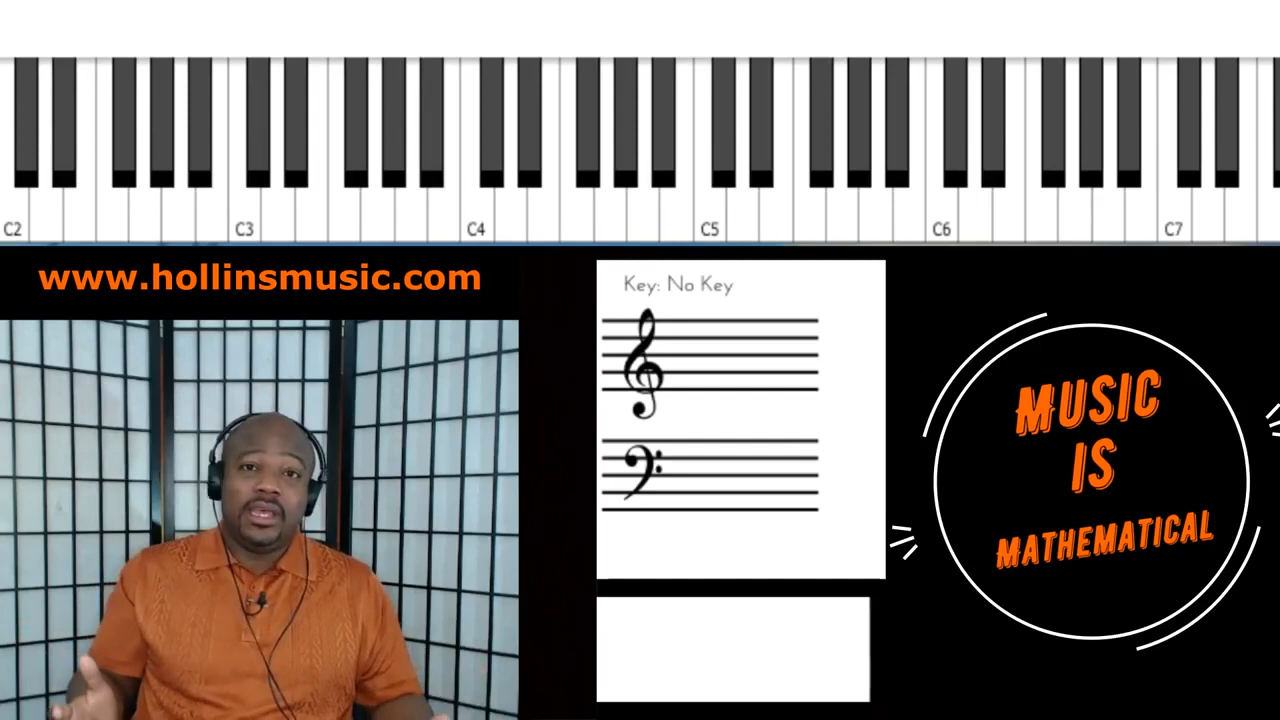 C2 C3 C4 C5 C6 C7
www.hollinsmusic.com
Key: No Key
MUSIC
IS
MATHEMATICAL